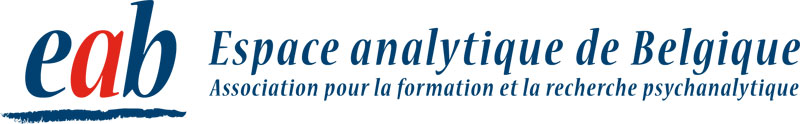 eab
Espace analytique de Belgique
Association pour la formation et la recherche psychanalytique